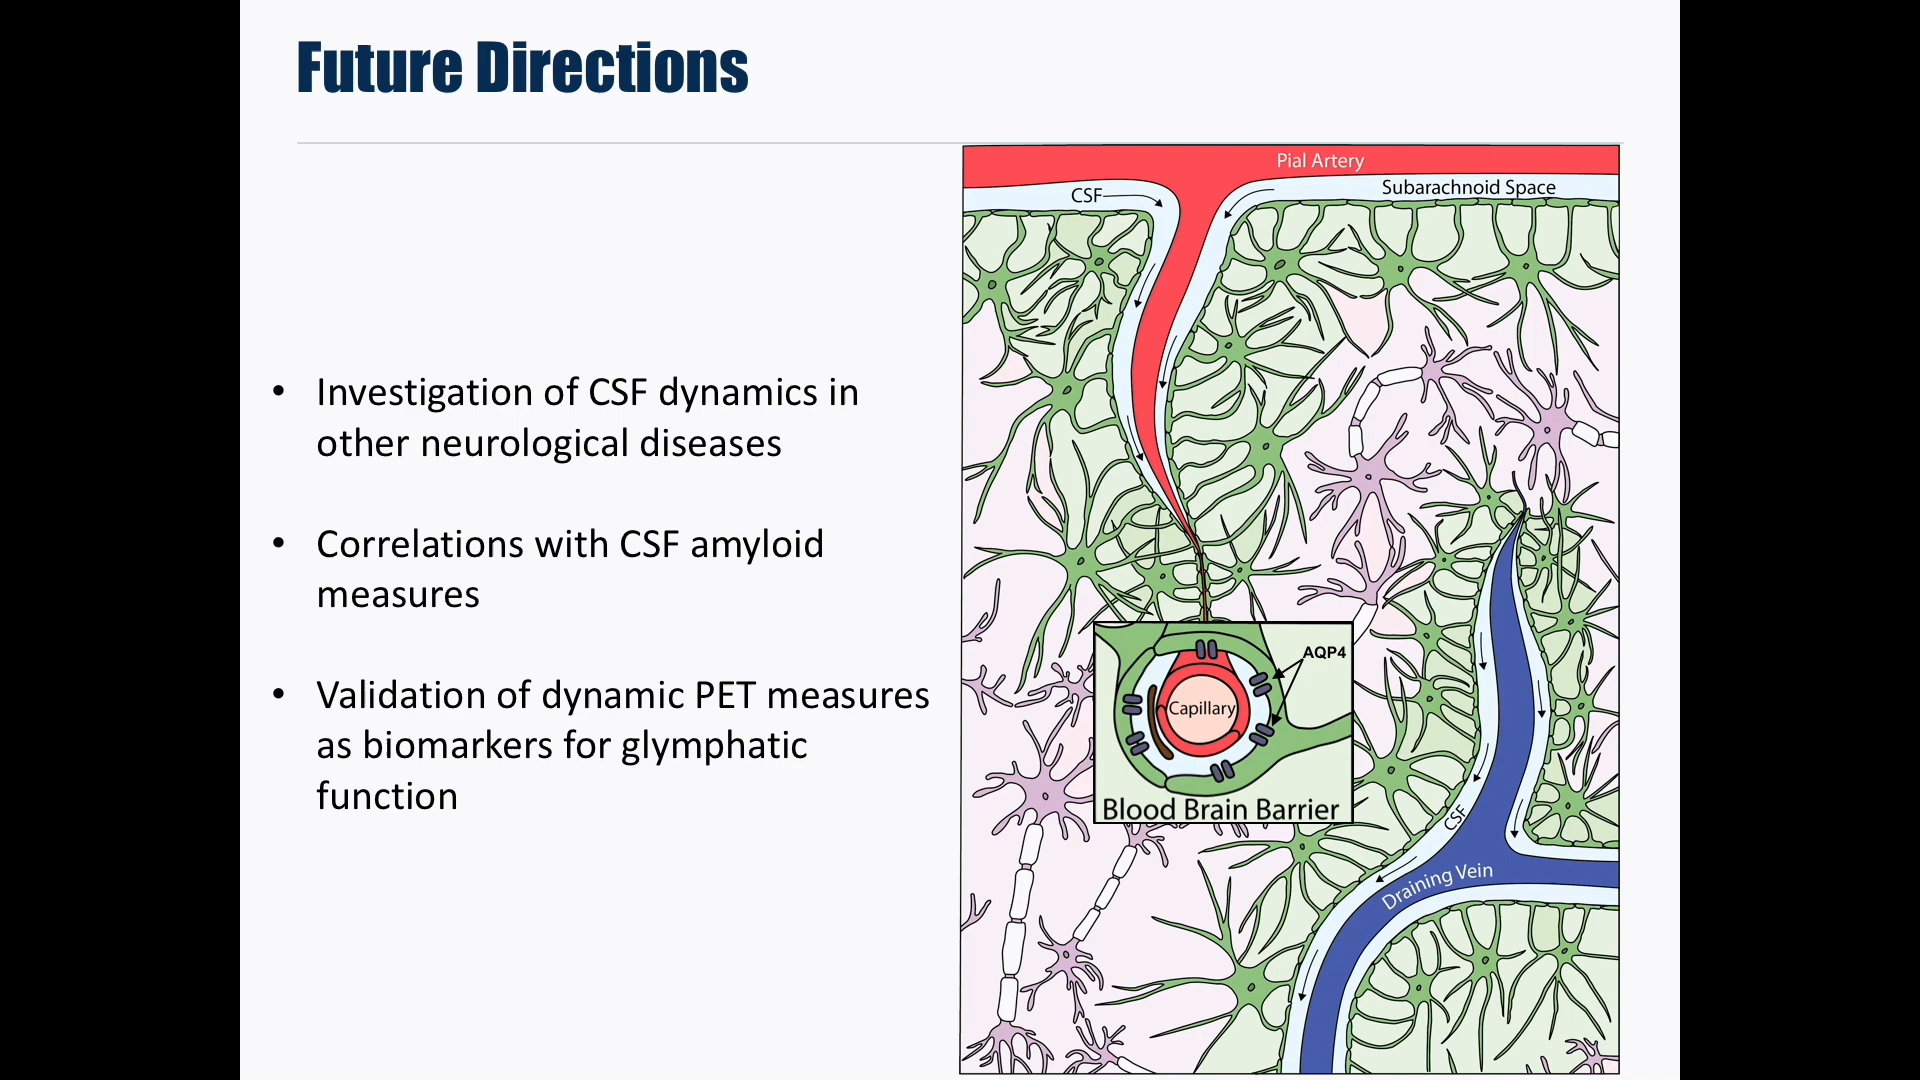 Future Directions
• Investigation of CSF dynamics in
other neurological diseases
• Correlations with CSF amyloid
measures
• Validation of dynamic PET measures
as biomarkers for glymphatic
function
Pial Artery
CSF
Subarachnoid Space
AQP4
Capillary
Blood Brain Barrier
CSF
Draining Vein